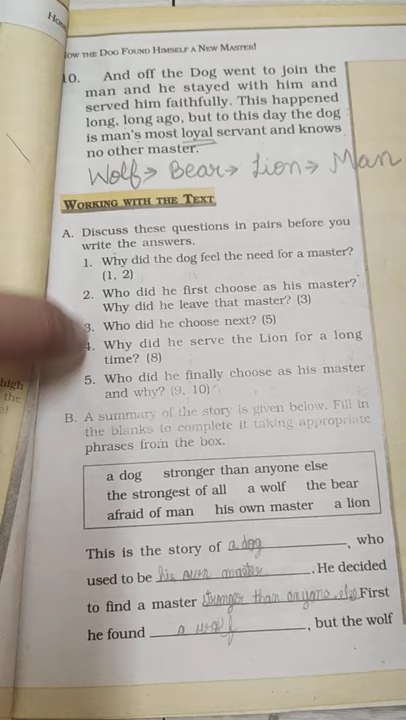 HOW THE DOG FOUND HIMSELF A NEW MASTER!
10. And off the Dog went to join the
man and he stayed with him and
served him faithfully. This happened
long, long ago, but to this day the dog
is man's most loyal servant and knows
no other master.
Wolf→ Bear→ Lion→ Man
WORKING WITH THE TEXT
A. Discuss these questions in pairs before you
write the answers.
1. Why did the dog feel the need for a master?
(1, 2)
2. Who did he first choose as his master?
Why did he leave that master? (3)
3. Who did he choose next? (5)
4. Why did he serve the Lion for a long
time? (8)
5. Who did he finally choose as his master
and why? (9, 10)
B. A summary of the story is given below. Fill in
the blanks to complete it taking appropriate
phrases from the box.
a dog stronger than anyone else
the strongest of all a wolf the bear
afraid of man his own master a lion
This is the story of a dog, who
used to be his own master. He decided
to find a master stronger than anyone else First
he found a wolf, but the wolf
high
the